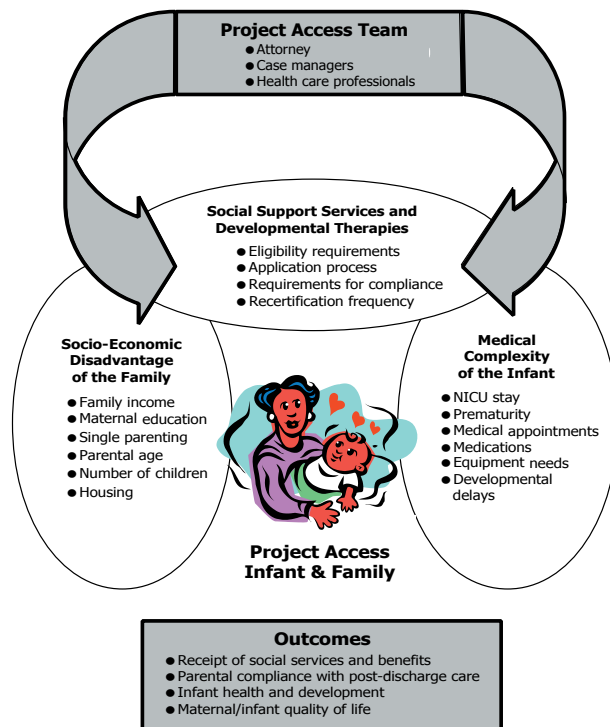 Project Access Team
● Attorney
● Case managers
● Health care professionals
Social Support Services and
Developmental Therapies
● Eligibility requirements
● Application process
● Requirements for compliance
● Recertification frequency
Socio-Economic
Disadvantage
of the Family
● Family income
● Maternal education
● Single parenting
● Parental age
● Number of children
● Housing
Medical
Complexity
of the Infant
● NICU stay
● Prematurity
● Medical appointments
● Medications
● Equipment needs
● Developmental
delays
Project Access
Infant & Family
Outcomes
● Receipt of social services and benefits
● Parental compliance with post-discharge care
● Infant health and development
● Maternal/infant quality of life